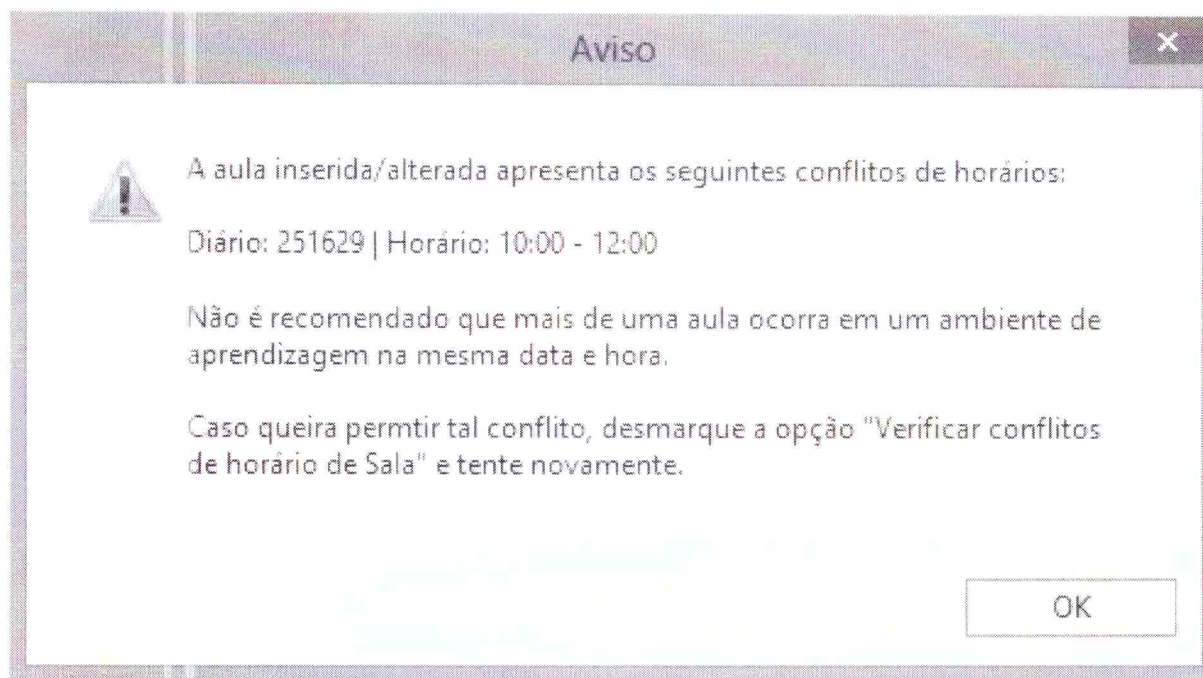 Aviso
A aula inserida/alterada apresenta os seguintes conflitos de horários:
Diário: 251629 | Horário: 10:00 - 12:00
Não é recomendado que mais de uma aula ocorra em um ambiente de
aprendizagem na mesma data e hora.
Caso queira permtir tal conflito, desmarque a opção "Verificar conflitos
de horário de Sala" e tente novamente.
OK